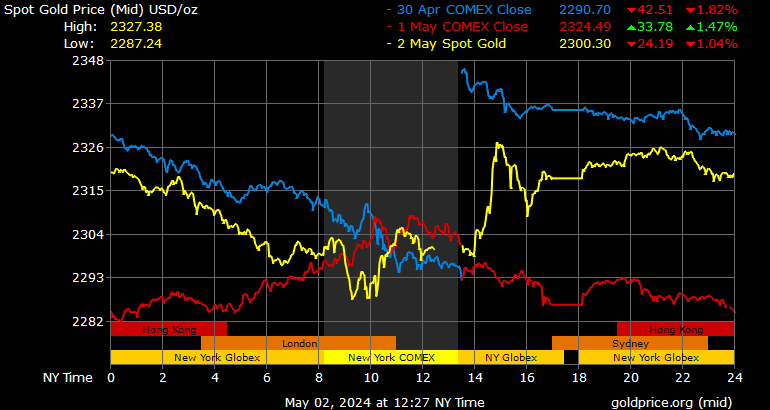 Spot Gold Price (Mid) USD/oz - 30 Apr COMEX Close 2290.70 ▼42.51 ▼1.82%
High: 2327.38 - 1 May COMEX Close 2324.49 ▲33.78 ▲1.47%
Low: 2287.24 - 2 May Spot Gold 2300.30 ▼24.19 ▼1.04%
2348
2337
2326
2315
2304
2293
2282
Hong Kong Hong Kong
London Sydney
New York Globex New York COMEX NY Globex New York Globex
NY Time 0 2 4 6 8 10 12 14 16 18 20 22 24
May 02, 2024 at 12:27 NY Time goldprice.org (mid)